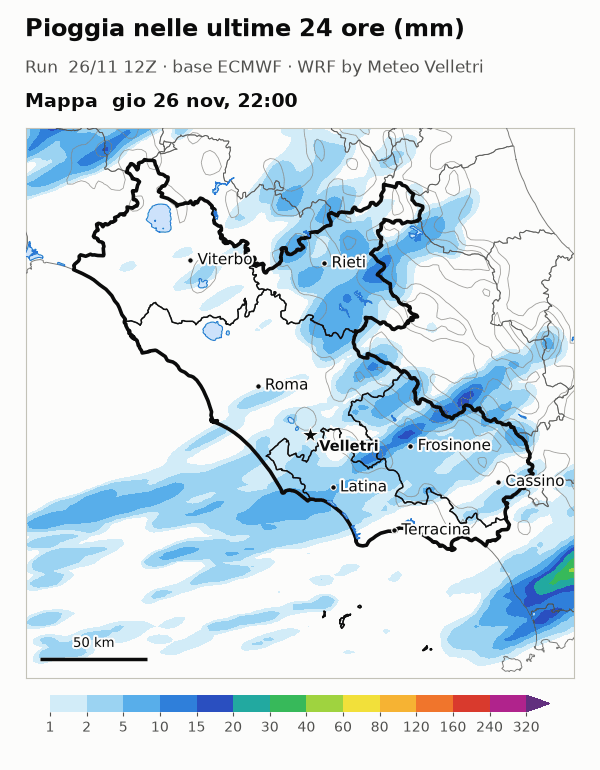 Pioggia nelle ultime 24 ore (mm)
Run 26/11 12Z · base ECMWF · WRF by Meteo Velletri
Mappa gio 26 nov, 22:00
Viterbo
Rieti
Roma
Velletri
Frosinone
Latina
Cassino
Terracina
50 km
1 2 5 10 15 20 30 40 60 80 120 160 240 320